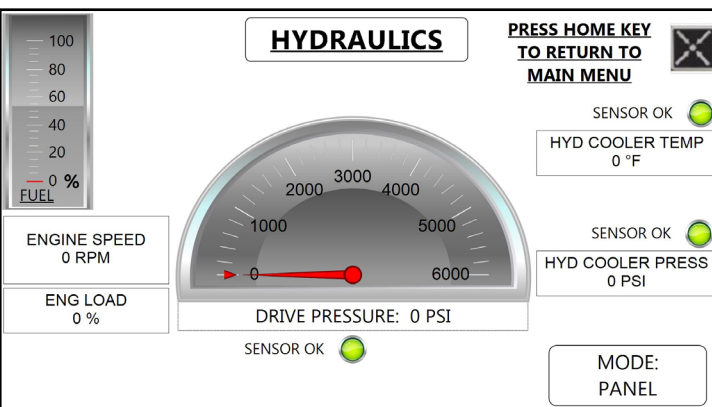 HYDRAULICS
PRESS HOME KEY
TO RETURN TO
MAIN MENU
100
80
60
40
20
0 %
FUEL
ENGINE SPEED
0 RPM
ENG LOAD
0 %
0
1000
2000
3000
4000
5000
6000
DRIVE PRESSURE: 0 PSI
SENSOR OK
SENSOR OK
HYD COOLER TEMP
0 °F
SENSOR OK
HYD COOLER PRESS
0 PSI
MODE:
PANEL